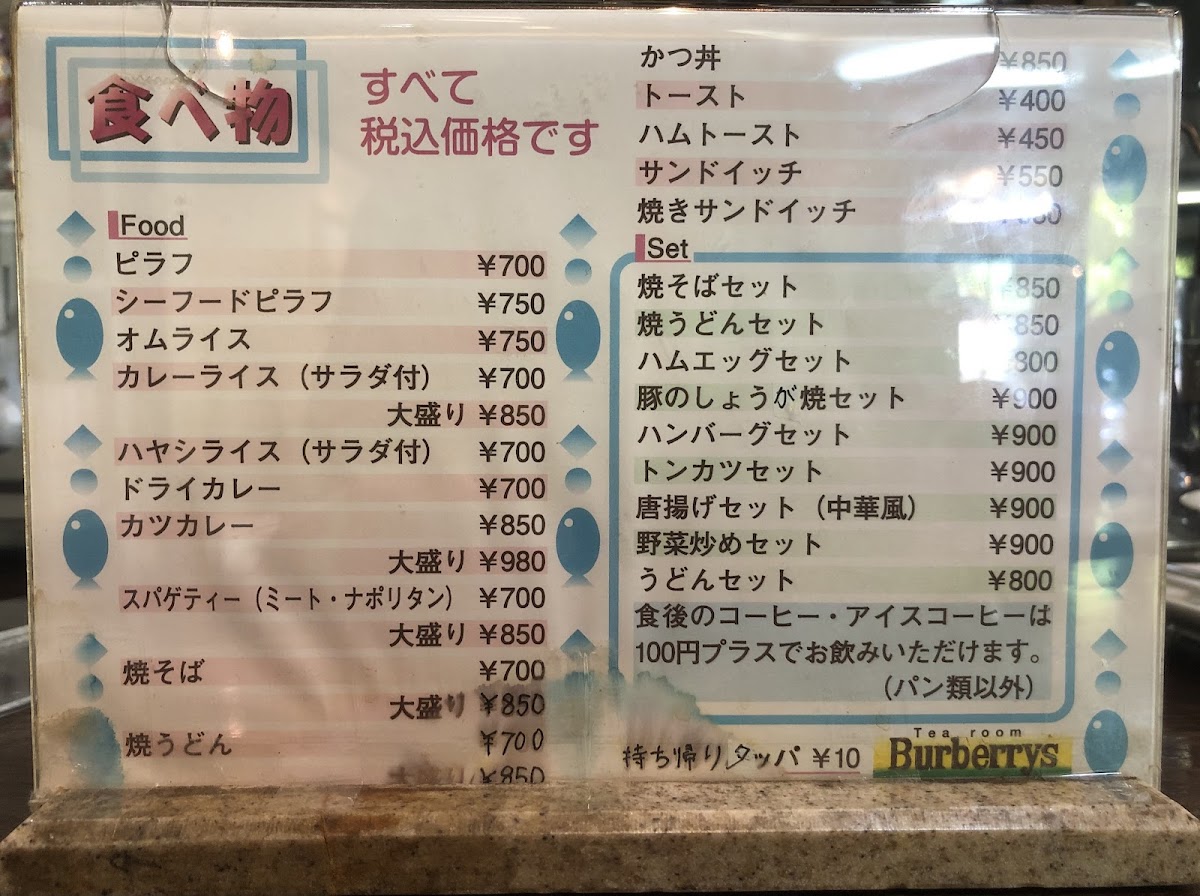 食べ物
すべて
税込価格です
Food
ピラフ ¥700
シーフードピラフ ¥750
オムライス ¥750
カレーライス（サラダ付） ¥700
大盛り ¥850
ハヤシライス（サラダ付） ¥700
ドライカレー ¥700
カツカレー ¥850
大盛り ¥980
スパゲティー（ミート・ナポリタン） ¥700
大盛り ¥850
焼そば ¥700
大盛り ¥850
焼うどん ¥700
大盛り ¥850
かつ丼 ¥850
トースト ¥400
ハムトースト ¥450
サンドイッチ ¥550
焼きサンドイッチ
Set
焼そばセット ¥850
焼うどんセット ¥850
ハムエッグセット ¥800
豚のしょうが焼セット ¥900
ハンバーグセット ¥900
トンカツセット ¥900
唐揚げセット（中華風） ¥900
野菜炒めセット ¥900
うどんセット ¥800
食後のコーヒー・アイスコーヒーは
100円プラスでお飲みいただけます。
（パン類以外）
持ち帰りタッパ ¥10
Tea room
Burberrys